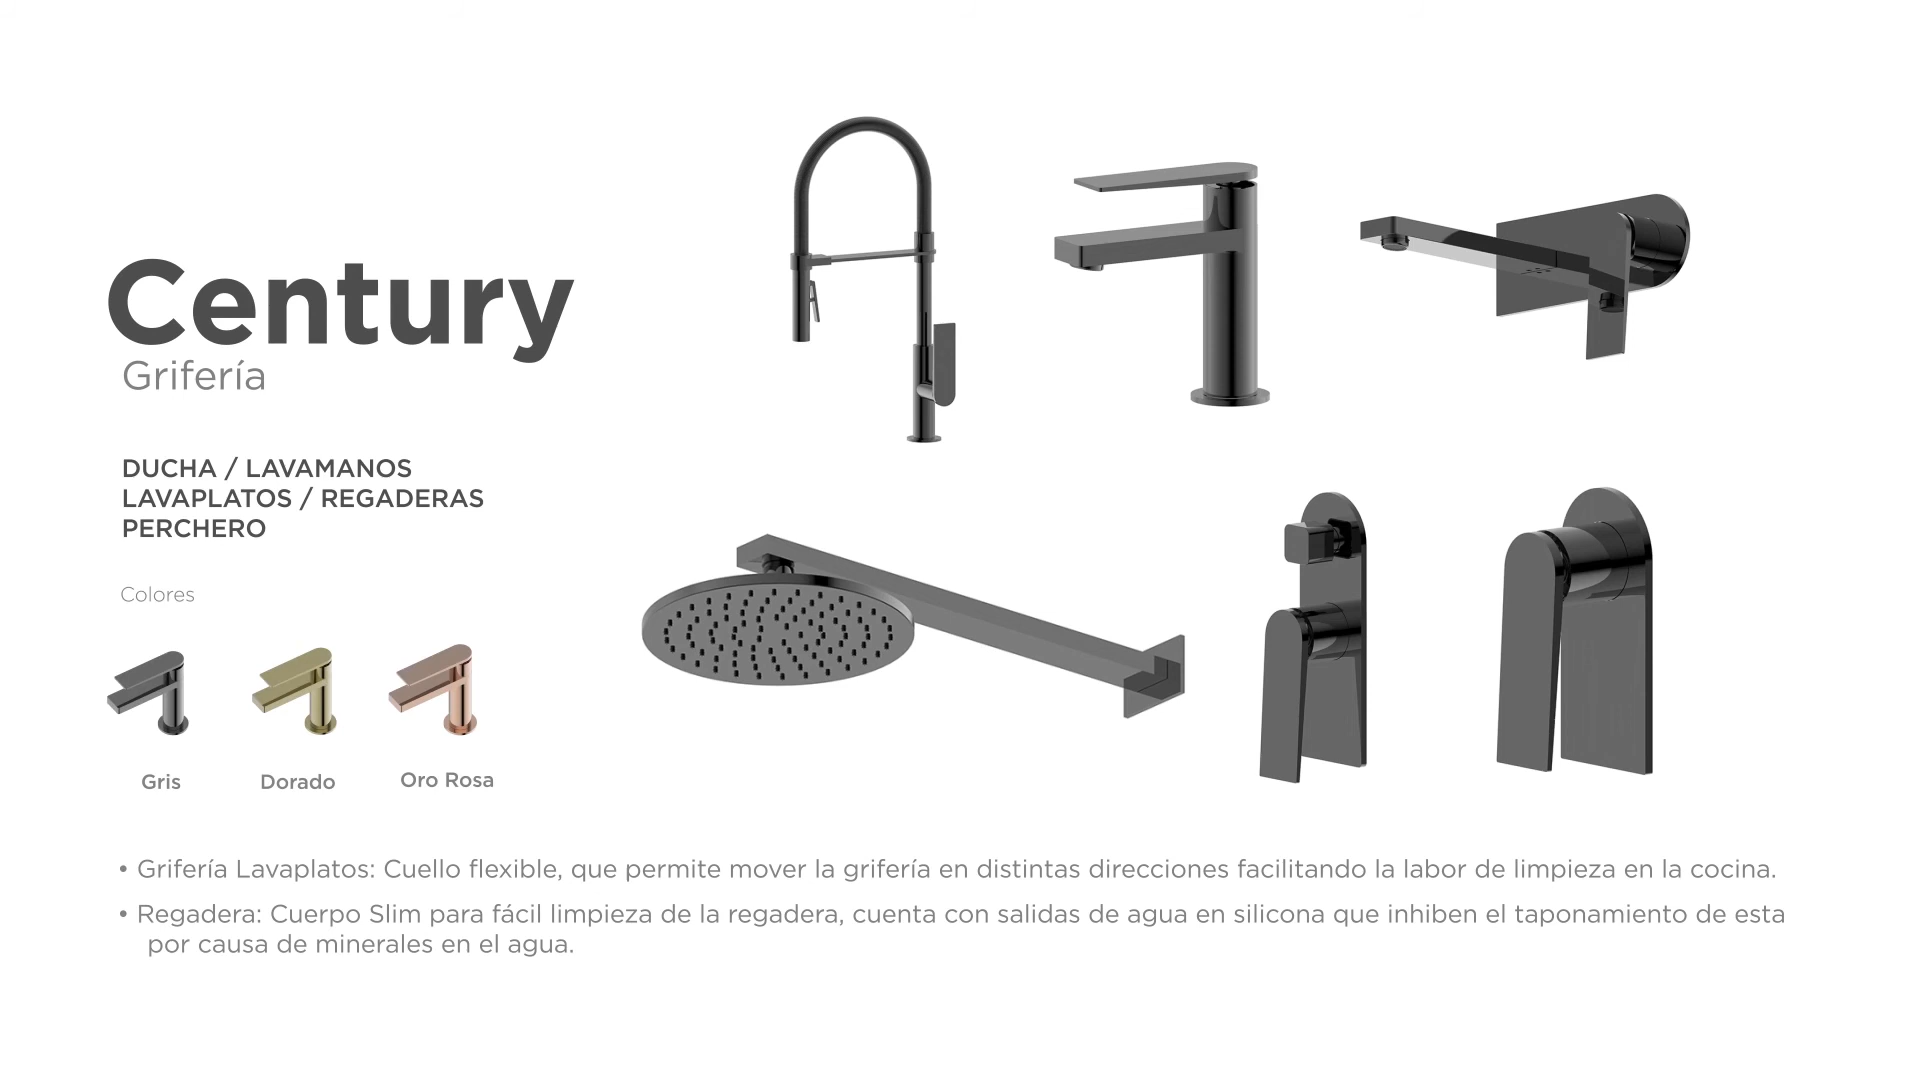 Century
Grifería
DUCHA / LAVAMANOS
LAVAPLATOS / REGADERAS
PERCHERO
Colores
Gris
Dorado
Oro Rosa
• Grifería Lavaplatos: Cuello flexible, que permite mover la grifería en distintas direcciones facilitando la labor de limpieza en la cocina.
• Regadera: Cuerpo Slim para fácil limpieza de la regadera, cuenta con salidas de agua en silicona que inhiben el taponamiento de esta
por causa de minerales en el agua.